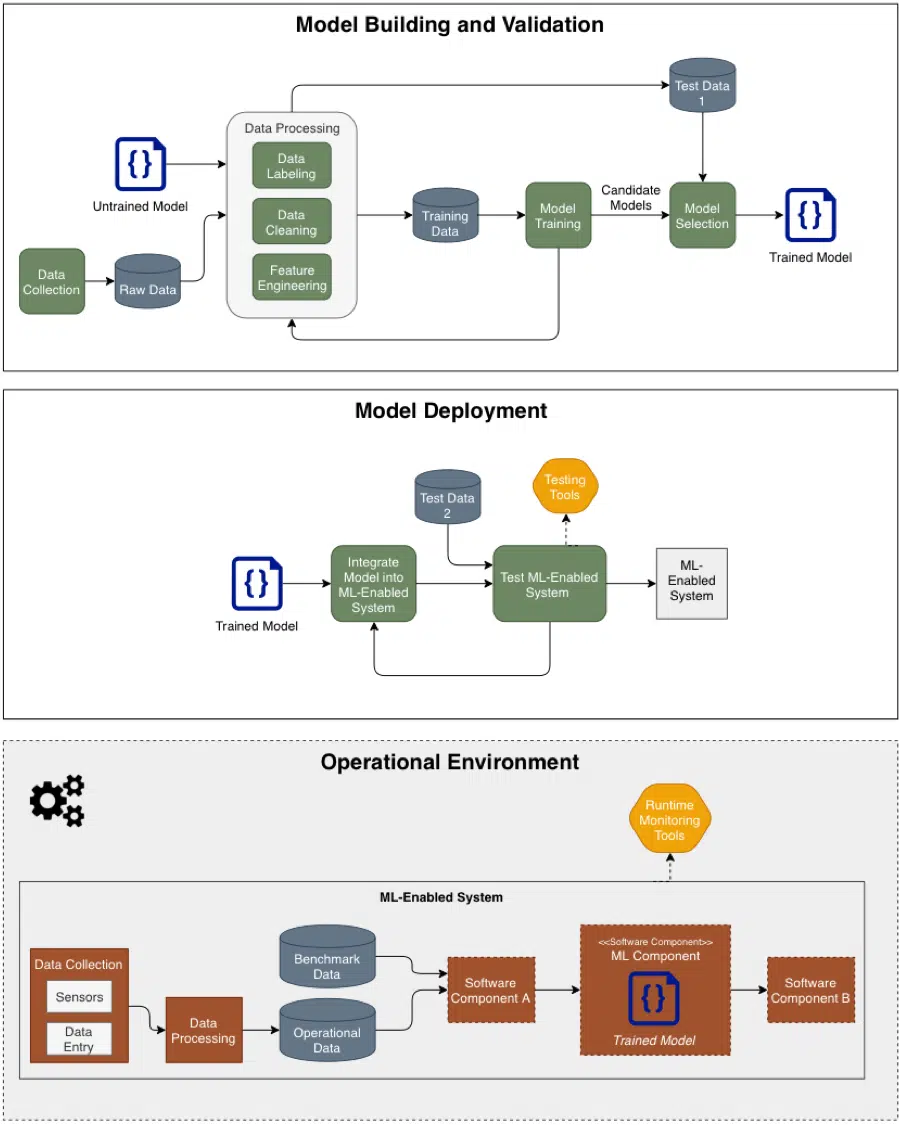 Model Building and Validation
Test Data
1
Data Processing
Data
Labeling
Untrained Model
Data
Cleaning
Training
Data
Model
Training
Candidate
Models
Model
Selection
{}
Trained Model
Data
Collection
Raw Data
Feature
Engineering
{}
Model Deployment
Testing
Tools
Test Data
2
{}
Trained Model
Integrate
Model into
ML-Enabled
System
Test ML-Enabled
System
ML-
Enabled
System
Operational Environment
Runtime
Monitoring
Tools
ML-Enabled System
Data Collection
Sensors
Data
Entry
Data
Processing
Benchmark
Data
Operational
Data
Software
Component A
<<Software Component>>
ML Component
{}
Trained Model
Software
Component B